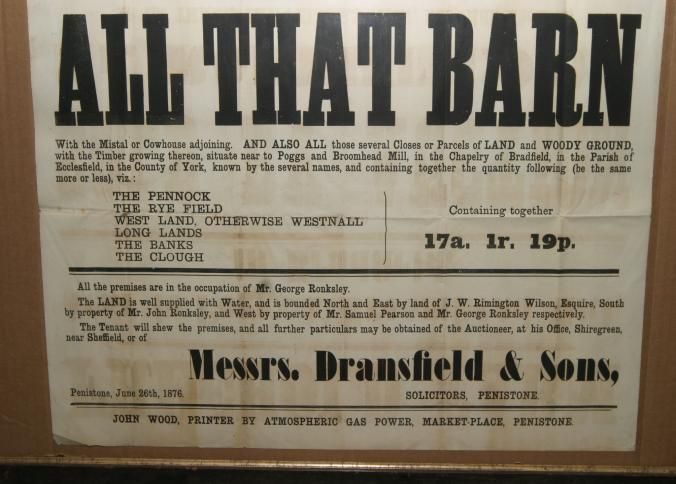 ALL THAT BARN
With the Mistal or Cowhouse adjoining. AND ALSO ALL those several Closes or Parcels of LAND and WOODY GROUND,
with the Timber growing thereon, situate near to Poggs and Broomhead Mill, in the Chapelry of Bradfield, in the Parish of
Ecclesfield, in the County of York, known by the several names, and containing together the quantity following (be the same
more or less), viz.:
THE PENNOCK
THE RYE FIELD
WEST LAND, OTHERWISE WESTNALL
LONG LANDS
THE BANKS
THE CLOUGH
Containing together
17a. 1r. 19p.
All the premises are in the occupation of Mr. George Ronksley.
The LAND is well supplied with Water, and is bounded North and East by land of J. W. Rimington Wilson, Esquire, South
by property of Mr. John Ronksley, and West by property of Mr. Samuel Pearson and Mr. George Ronksley respectively.
The Tenant will shew the premises, and all further particulars may be obtained of the Auctioneer, at his Office, Shiregreen,
near Sheffield, or of
Messrs. Dransfield & Sons,
Penistone, June 26th, 1876. SOLICITORS, PENISTONE.
JOHN WOOD, PRINTER BY ATMOSPHERIC GAS POWER, MARKET-PLACE, PENISTONE.